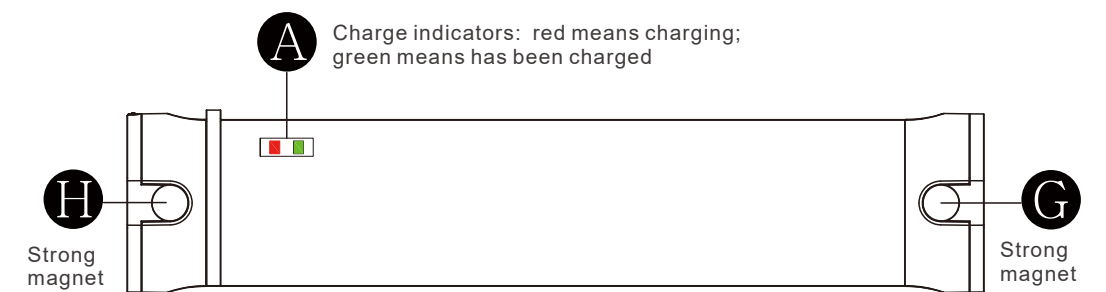 A
Charge indicators: red means charging;
green means has been charged
H
Strong
magnet
G
Strong
magnet